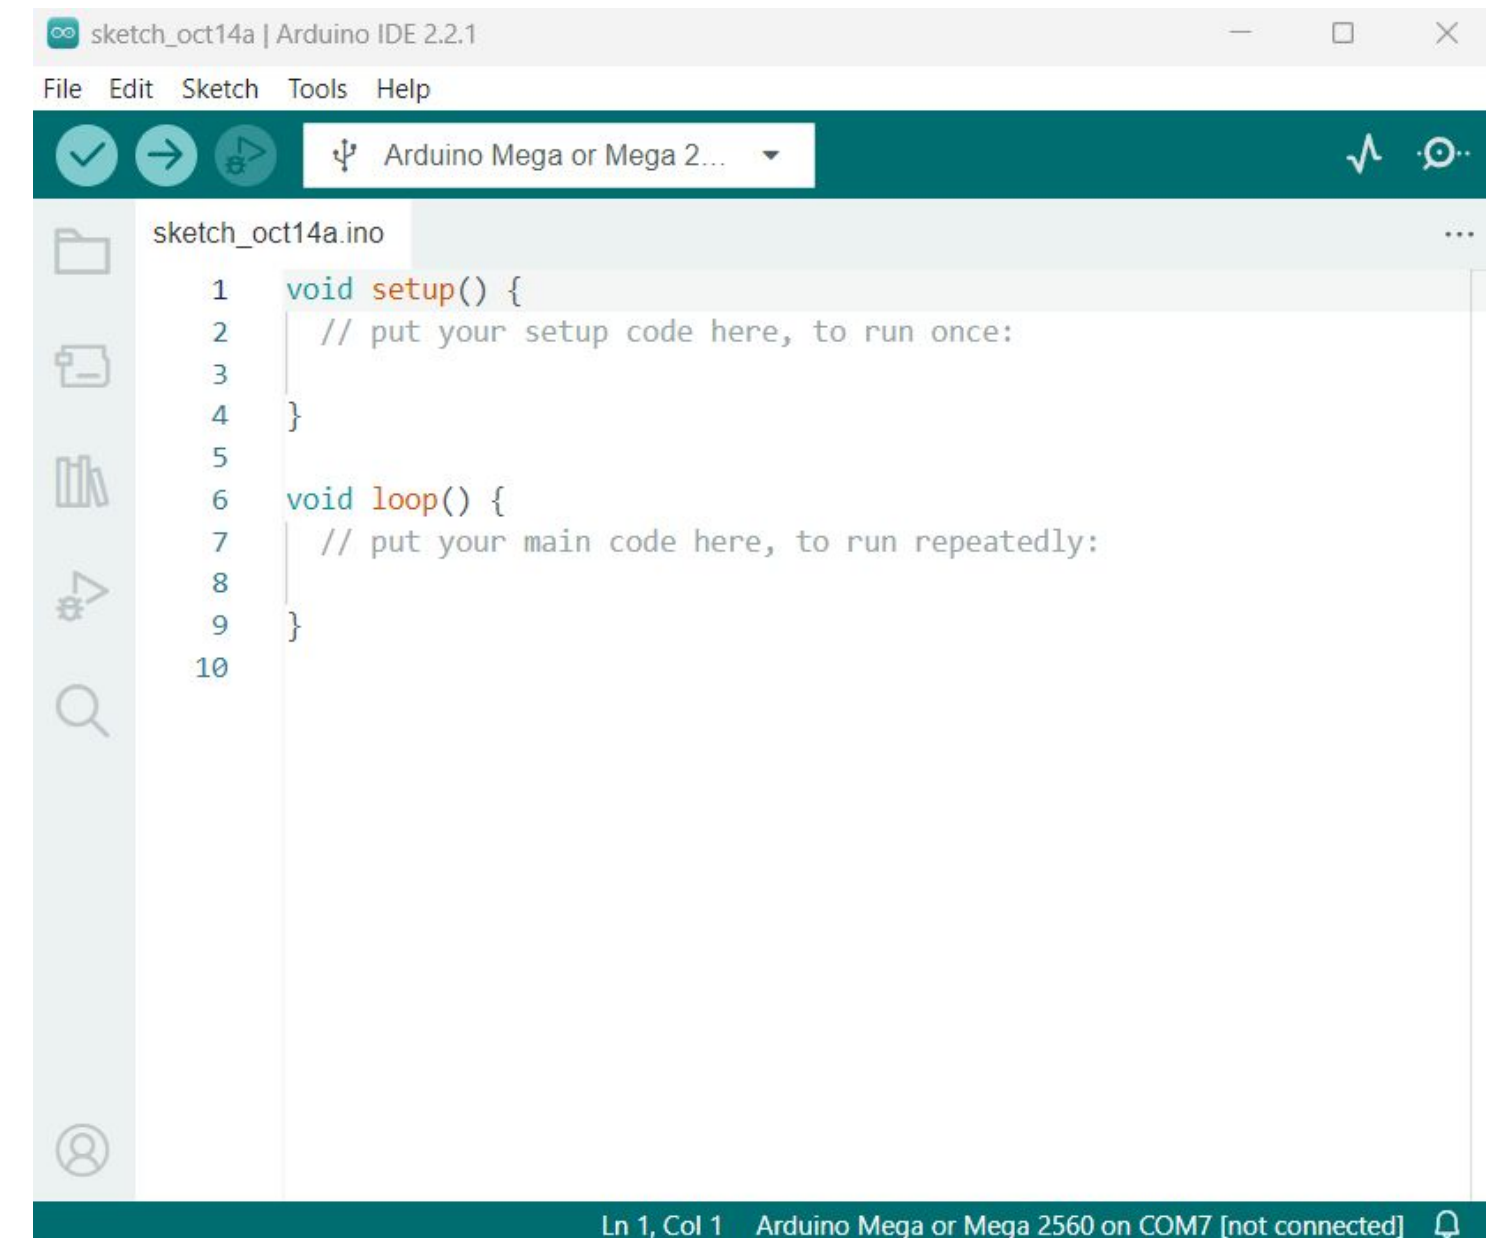 sketch_oct14a | Arduino IDE 2.2.1
File Edit Sketch Tools Help
Arduino Mega or Mega 2...
sketch_oct14a.ino
...
1 void setup() {
2 // put your setup code here, to run once:
3
4 }
5
6 void loop() {
7 // put your main code here, to run repeatedly:
8
9 }
10
Ln 1, Col 1 Arduino Mega or Mega 2560 on COM7 [not connected]